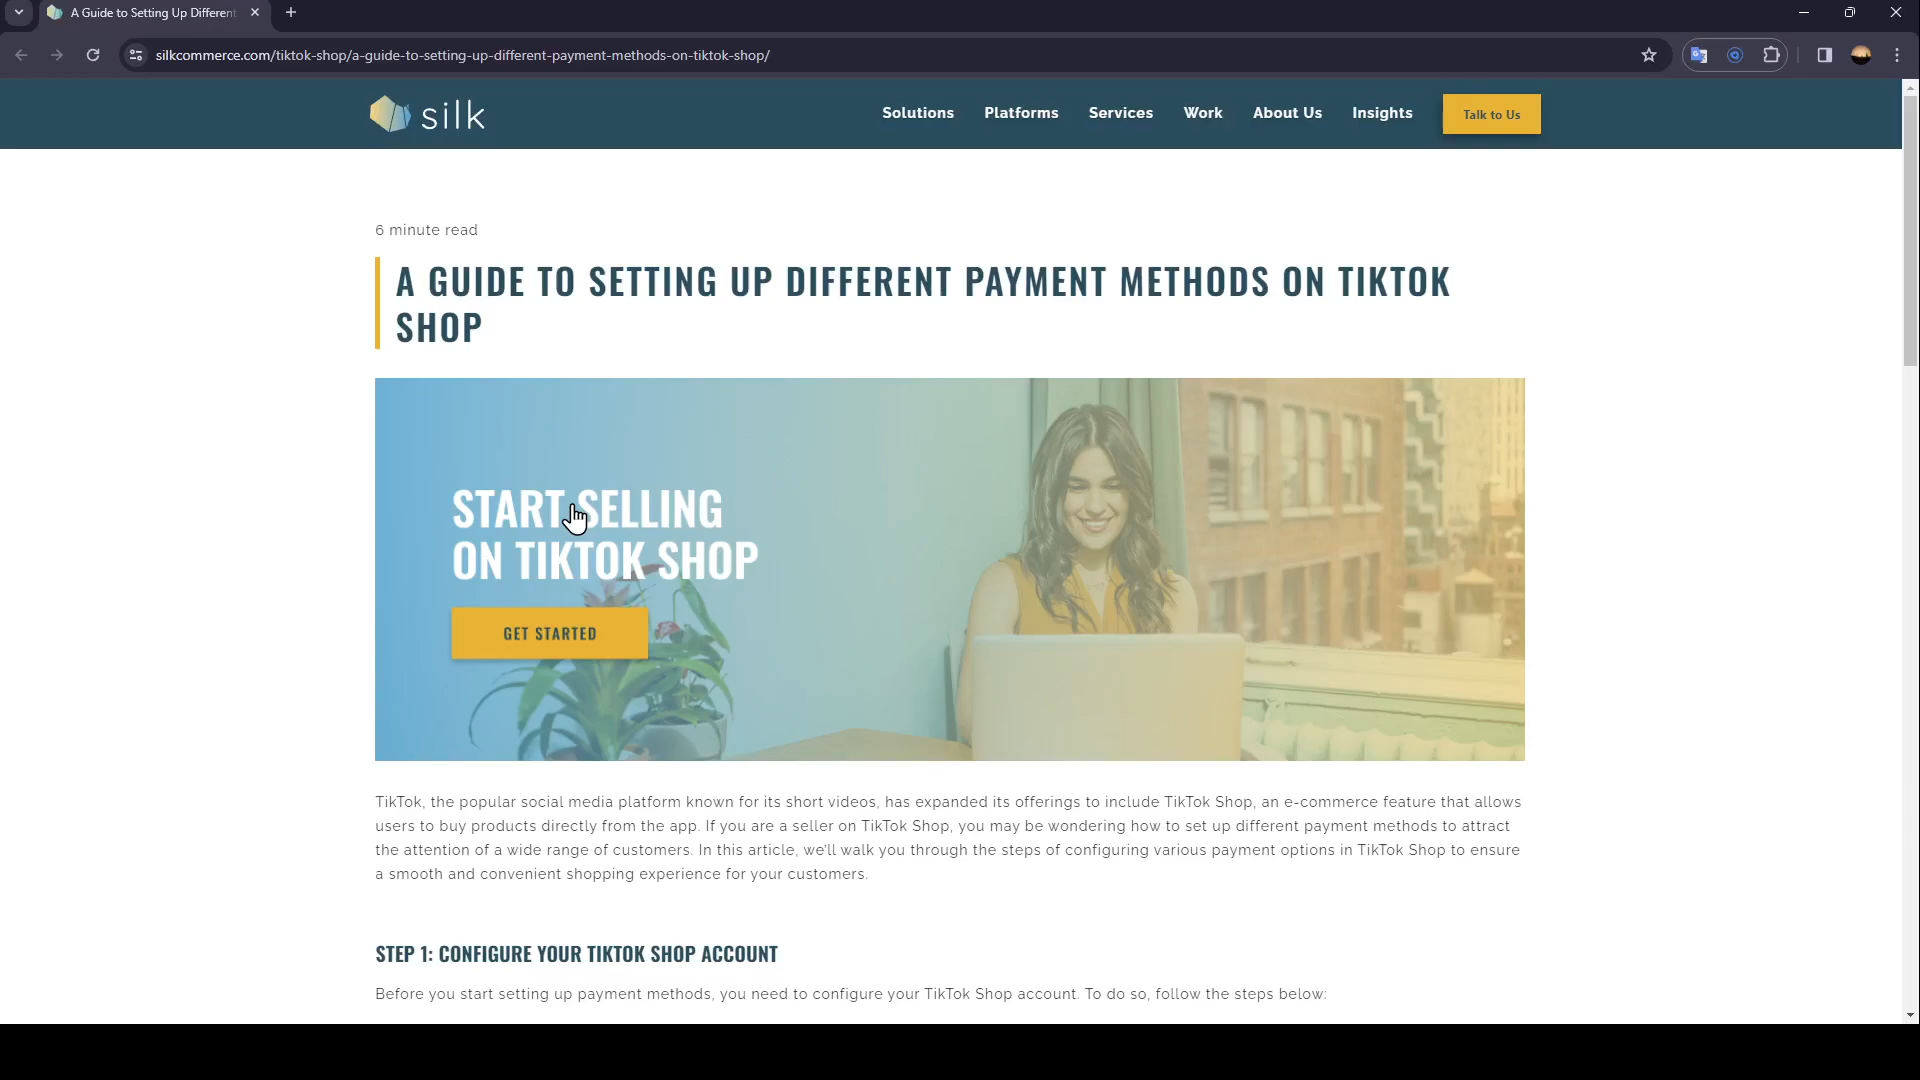 A Guide to Setting Up Different
silkcommerce.com/tiktok-shop/a-guide-to-setting-up-different-payment-methods-on-tiktok-shop/
silk
Solutions Platforms Services Work About Us Insights Talk to Us
6 minute read
A GUIDE TO SETTING UP DIFFERENT PAYMENT METHODS ON TIKTOK
SHOP
START SELLING
ON TIKTOK SHOP
GET STARTED
TikTok, the popular social media platform known for its short videos, has expanded its offerings to include TikTok Shop, an e-commerce feature that allows
users to buy products directly from the app. If you are a seller on TikTok Shop, you may be wondering how to set up different payment methods to attract
the attention of a wide range of customers. In this article, we'll walk you through the steps of configuring various payment options in TikTok Shop to ensure
a smooth and convenient shopping experience for your customers.
STEP 1: CONFIGURE YOUR TIKTOK SHOP ACCOUNT
Before you start setting up payment methods, you need to configure your TikTok Shop account. To do so, follow the steps below: